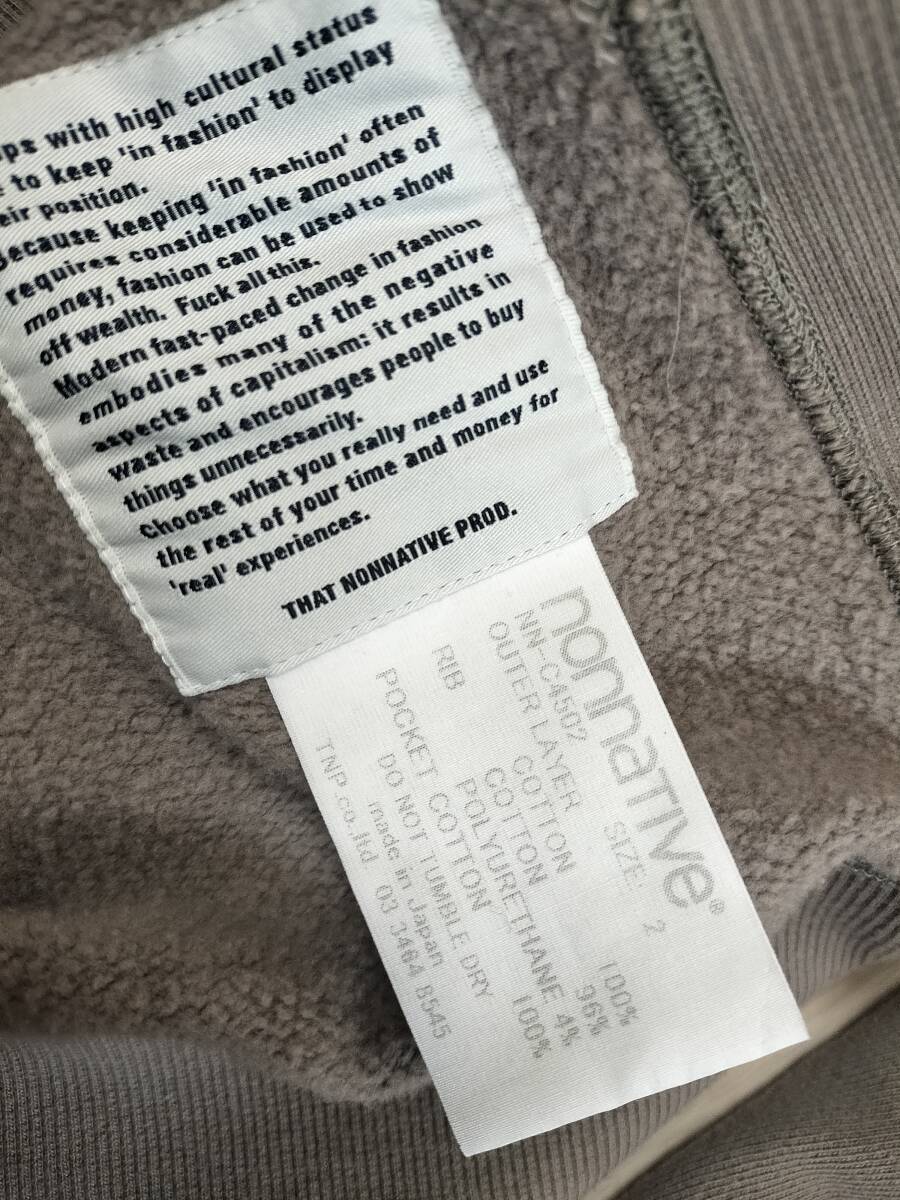 ps with high cultural status
to keep 'in fashion' to display
eir position.
Because keeping 'in fashion' often
requires considerable amounts of
money, fashion can be used to show
off wealth. Fuck all this.
Modern fast-paced change in fashion
embodies many of the negative
aspects of capitalism: it results in
waste and encourages people to buy
things unnecessarily.
Choose what you really need and use
the rest of your time and money for
'real' experiences.
THAT NONNATIVE PROD.
nonnaTIVe®
NN-C4502 SIZE: 2
OUTER LAYER COTTON 100%
RIB COTTON 96%
POLYURETHANE 4%
POCKET COTTON 100%
DO NOT TUMBLE DRY
made in Japan
TNP.co.ltd. 03 3464 8545